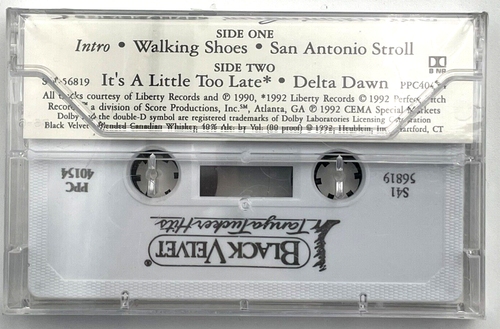 SIDE ONE
Intro • Walking Shoes • San Antonio Stroll
SIDE TWO
56819 It's A Little Too Late* • Delta Dawn
All tracks courtesy of Liberty Records and ℗ 1990, *1992 Liberty Records © 1992 Perfect Pitch
Records™ a division of Score Productions, Inc.℠, Atlanta, GA ℗ 1992 CEMA Special Markets
Dolby and the double-D symbol are registered trademarks of Dolby Laboratories Licensing Corporation
Black Velvet Blended Canadian Whisky, 40% Alc. by Vol. (80 proof) © 1992, Heublein, Inc. Hartford, CT
PPC
40154
S41
56819
Tanya Tucker Hits
BLACK VELVET®